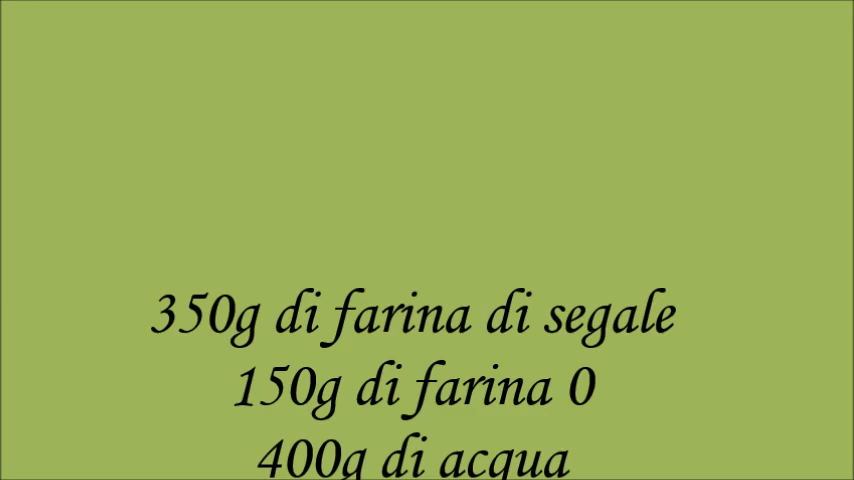 350g di farina di segale
150g di farina 0
400g di acqua